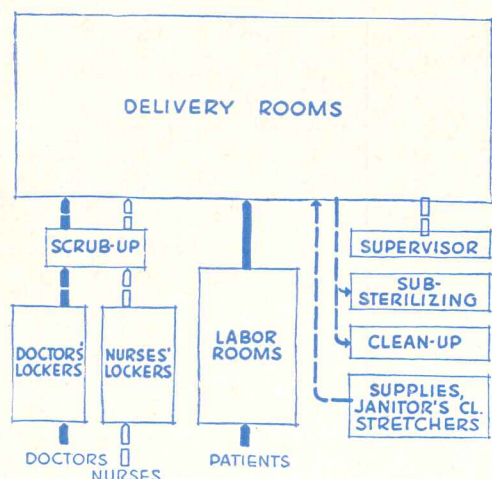 DELIVERY ROOMS
SCRUB-UP
SUPERVISOR
SUB-
STERILIZING
DOCTORS'
LOCKERS
NURSES'
LOCKERS
LABOR
ROOMS
CLEAN-UP
SUPPLIES,
JANITOR'S CL.
STRETCHERS
DOCTORS
NURSES
PATIENTS